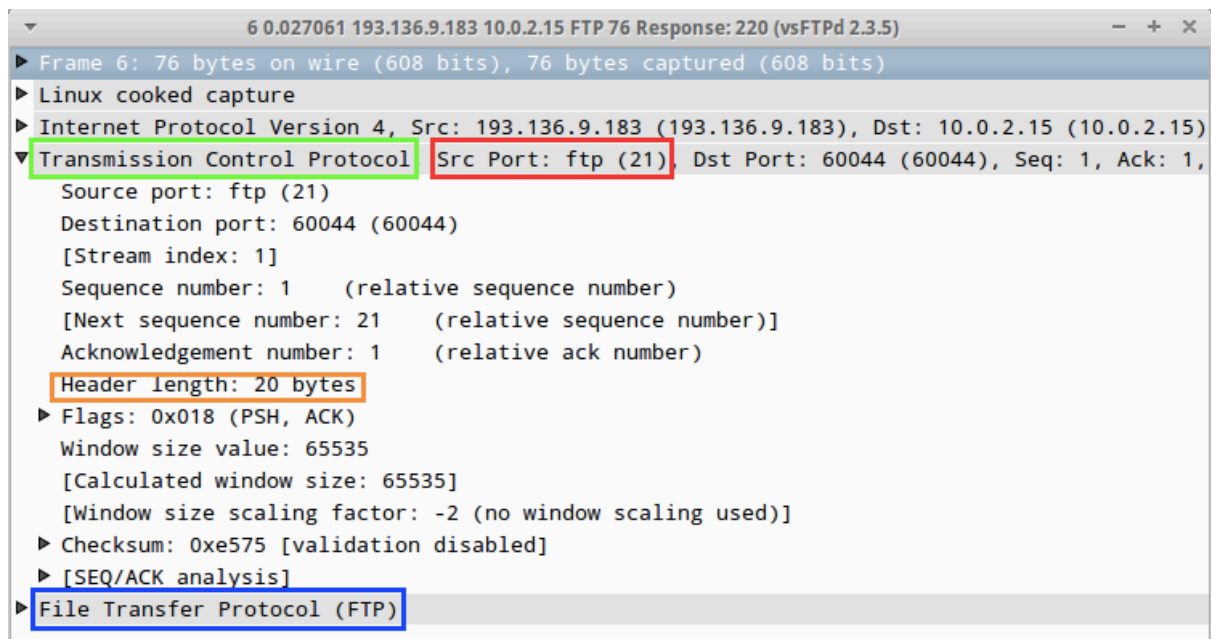 6 0.027061 193.136.9.183 10.0.2.15 FTP 76 Response: 220 (vsFTPd 2.3.5)
Frame 6: 76 bytes on wire (608 bits), 76 bytes captured (608 bits)
Linux cooked capture
Internet Protocol Version 4, Src: 193.136.9.183 (193.136.9.183), Dst: 10.0.2.15 (10.0.2.15)
Transmission Control Protocol Src Port: ftp (21), Dst Port: 60044 (60044), Seq: 1, Ack: 1,
Source port: ftp (21)
Destination port: 60044 (60044)
[Stream index: 1]
Sequence number: 1 (relative sequence number)
[Next sequence number: 21 (relative sequence number)]
Acknowledgement number: 1 (relative ack number)
Header length: 20 bytes
Flags: 0x018 (PSH, ACK)
Window size value: 65535
[Calculated window size: 65535]
[Window size scaling factor: -2 (no window scaling used)]
Checksum: 0xe575 [validation disabled]
[SEQ/ACK analysis]
File Transfer Protocol (FTP)